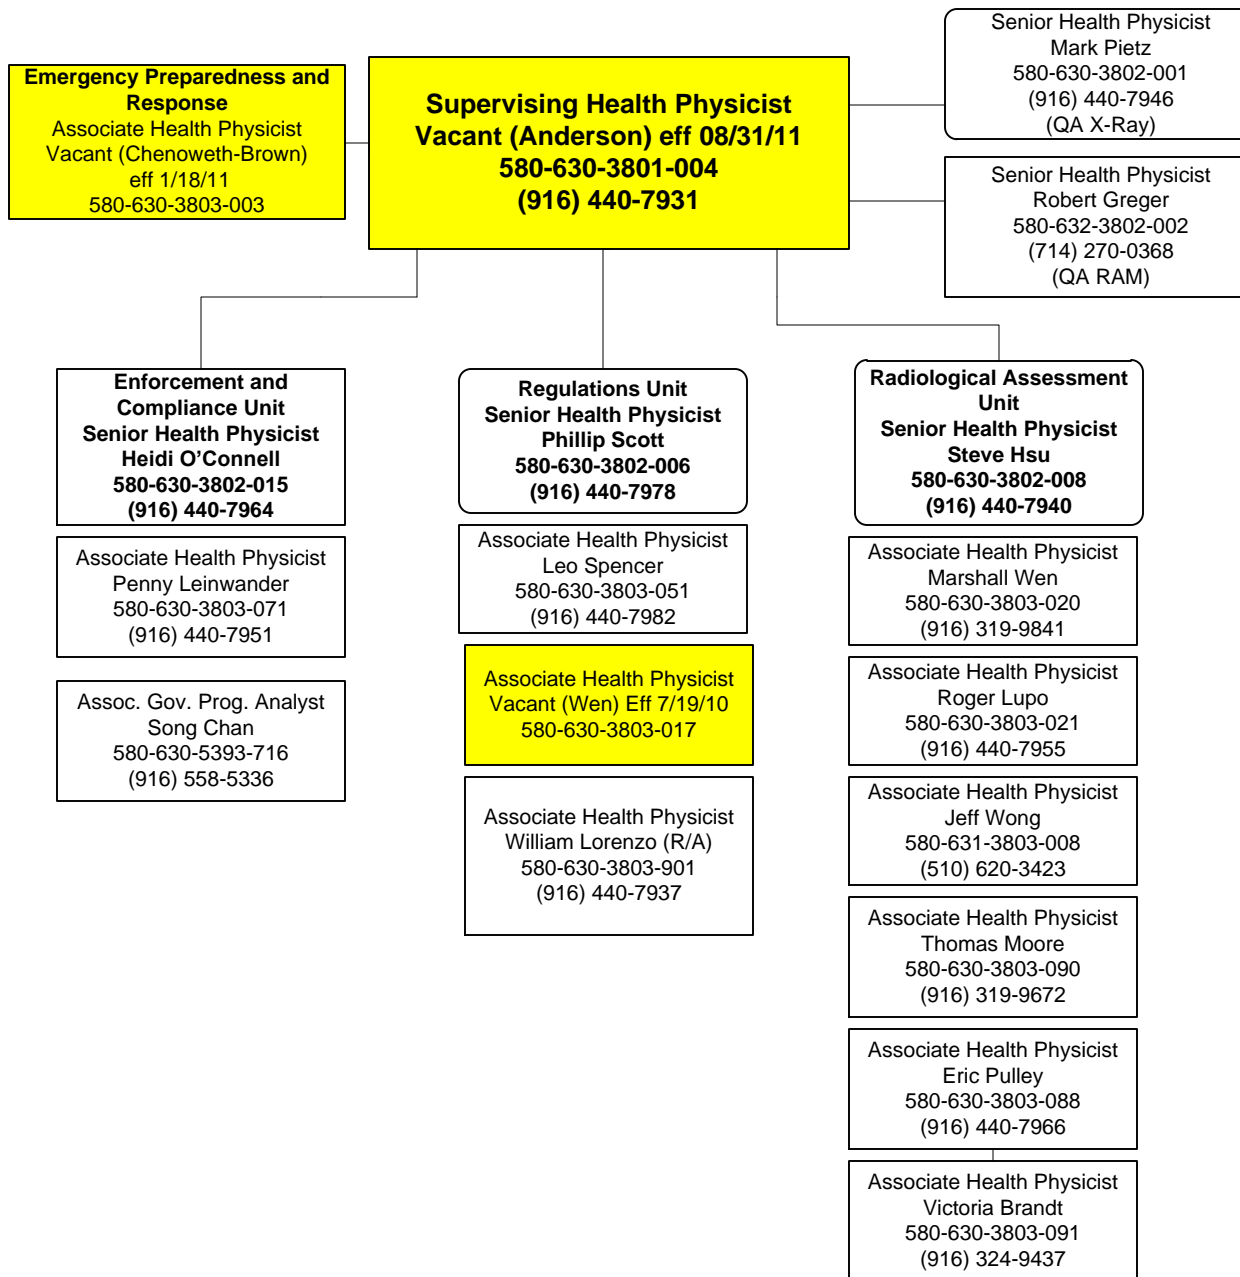 Emergency Preparedness and
Response
Associate Health Physicist
Vacant (Chenoweth-Brown)
eff 1/18/11
580-630-3803-003
Supervising Health Physicist
Vacant (Anderson) eff 08/31/11
580-630-3801-004
(916) 440-7931
Senior Health Physicist
Mark Pietz
580-630-3802-001
(916) 440-7946
(QA X-Ray)
Senior Health Physicist
Robert Greger
580-632-3802-002
(714) 270-0368
(QA RAM)
Enforcement and
Compliance Unit
Senior Health Physicist
Heidi O’Connell
580-630-3802-015
(916) 440-7964
Associate Health Physicist
Penny Leinwander
580-630-3803-071
(916) 440-7951
Assoc. Gov. Prog. Analyst
Song Chan
580-630-5393-716
(916) 558-5336
Regulations Unit
Senior Health Physicist
Phillip Scott
580-630-3802-006
(916) 440-7978
Associate Health Physicist
Leo Spencer
580-630-3803-051
(916) 440-7982
Associate Health Physicist
Vacant (Wen) Eff 7/19/10
580-630-3803-017
Associate Health Physicist
William Lorenzo (R/A)
580-630-3803-901
(916) 440-7937
Radiological Assessment
Unit
Senior Health Physicist
Steve Hsu
580-630-3802-008
(916) 440-7940
Associate Health Physicist
Marshall Wen
580-630-3803-020
(916) 319-9841
Associate Health Physicist
Roger Lupo
580-630-3803-021
(916) 440-7955
Associate Health Physicist
Jeff Wong
580-631-3803-008
(510) 620-3423
Associate Health Physicist
Thomas Moore
580-630-3803-090
(916) 319-9672
Associate Health Physicist
Eric Pulley
580-630-3803-088
(916) 440-7966
Associate Health Physicist
Victoria Brandt
580-630-3803-091
(916) 324-9437